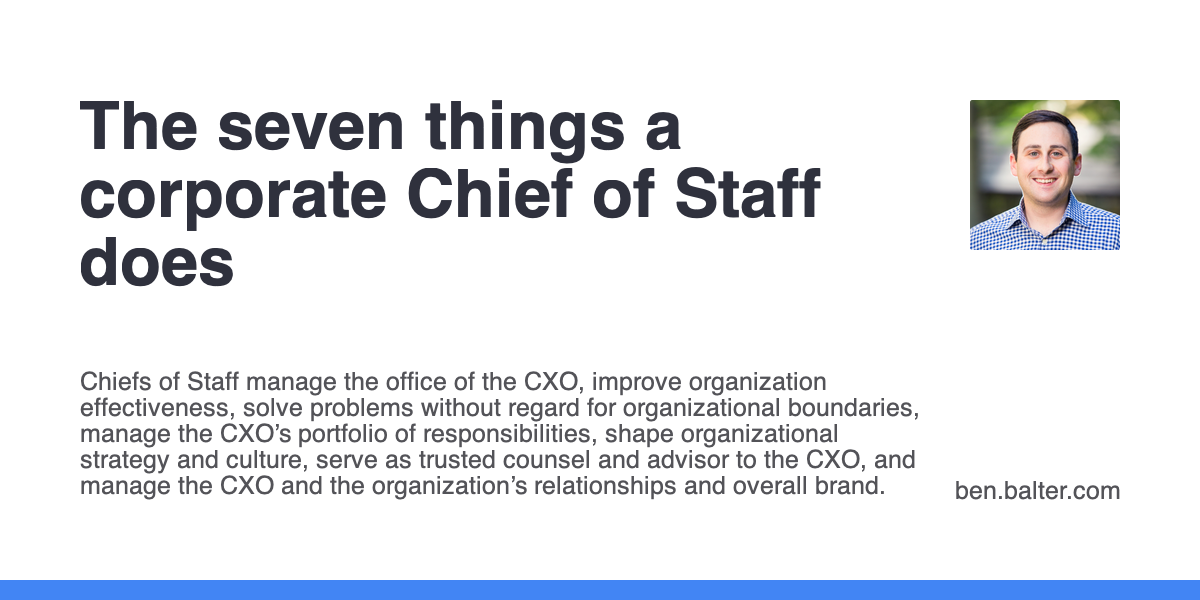 The seven things a
corporate Chief of Staff
does
Chiefs of Staff manage the office of the CXO, improve organization
effectiveness, solve problems without regard for organizational boundaries,
manage the CXO’s portfolio of responsibilities, shape organizational
strategy and culture, serve as trusted counsel and advisor to the CXO, and
manage the CXO and the organization’s relationships and overall brand.
ben.balter.com